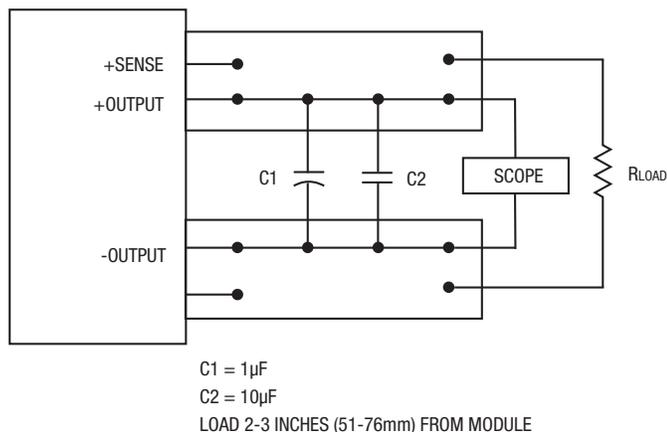 +SENSE
+OUTPUT
C1
C2
SCOPE
RLOAD
-OUTPUT
C1 = 1µF
C2 = 10µF
LOAD 2-3 INCHES (51-76mm) FROM MODULE